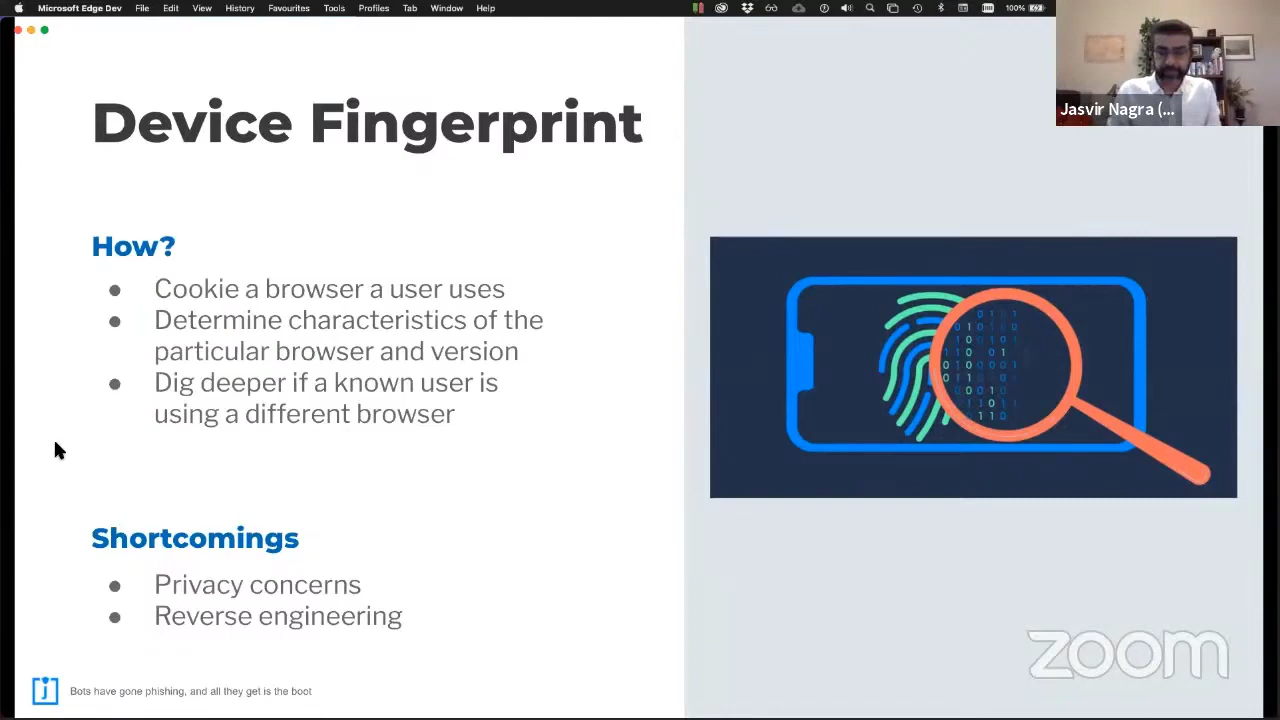 Microsoft Edge Dev File Edit View History Favourites Tools Profiles Tab Window Help 100%
Jasvir Nagra (...
Device Fingerprint
How?
● Cookie a browser a user uses
● Determine characteristics of the
particular browser and version
● Dig deeper if a known user is
using a different browser
Shortcomings
● Privacy concerns
● Reverse engineering
zoom
j
Bots have gone phishing, and all they get is the boot